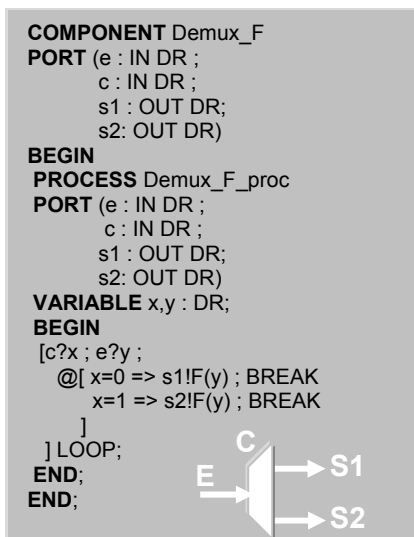 COMPONENT Demux_F
PORT (e : IN DR ;
c : IN DR ;
s1 : OUT DR;
s2: OUT DR)
BEGIN
PROCESS Demux_F_proc
PORT (e : IN DR ;
c : IN DR ;
s1 : OUT DR;
s2: OUT DR)
VARIABLE x,y : DR;
BEGIN
[c?x ; e?y ;
@[ x=0 => s1!F(y) ; BREAK
x=1 => s2!F(y) ; BREAK
]
] LOOP;
END;
END;
C
E
S1
S2